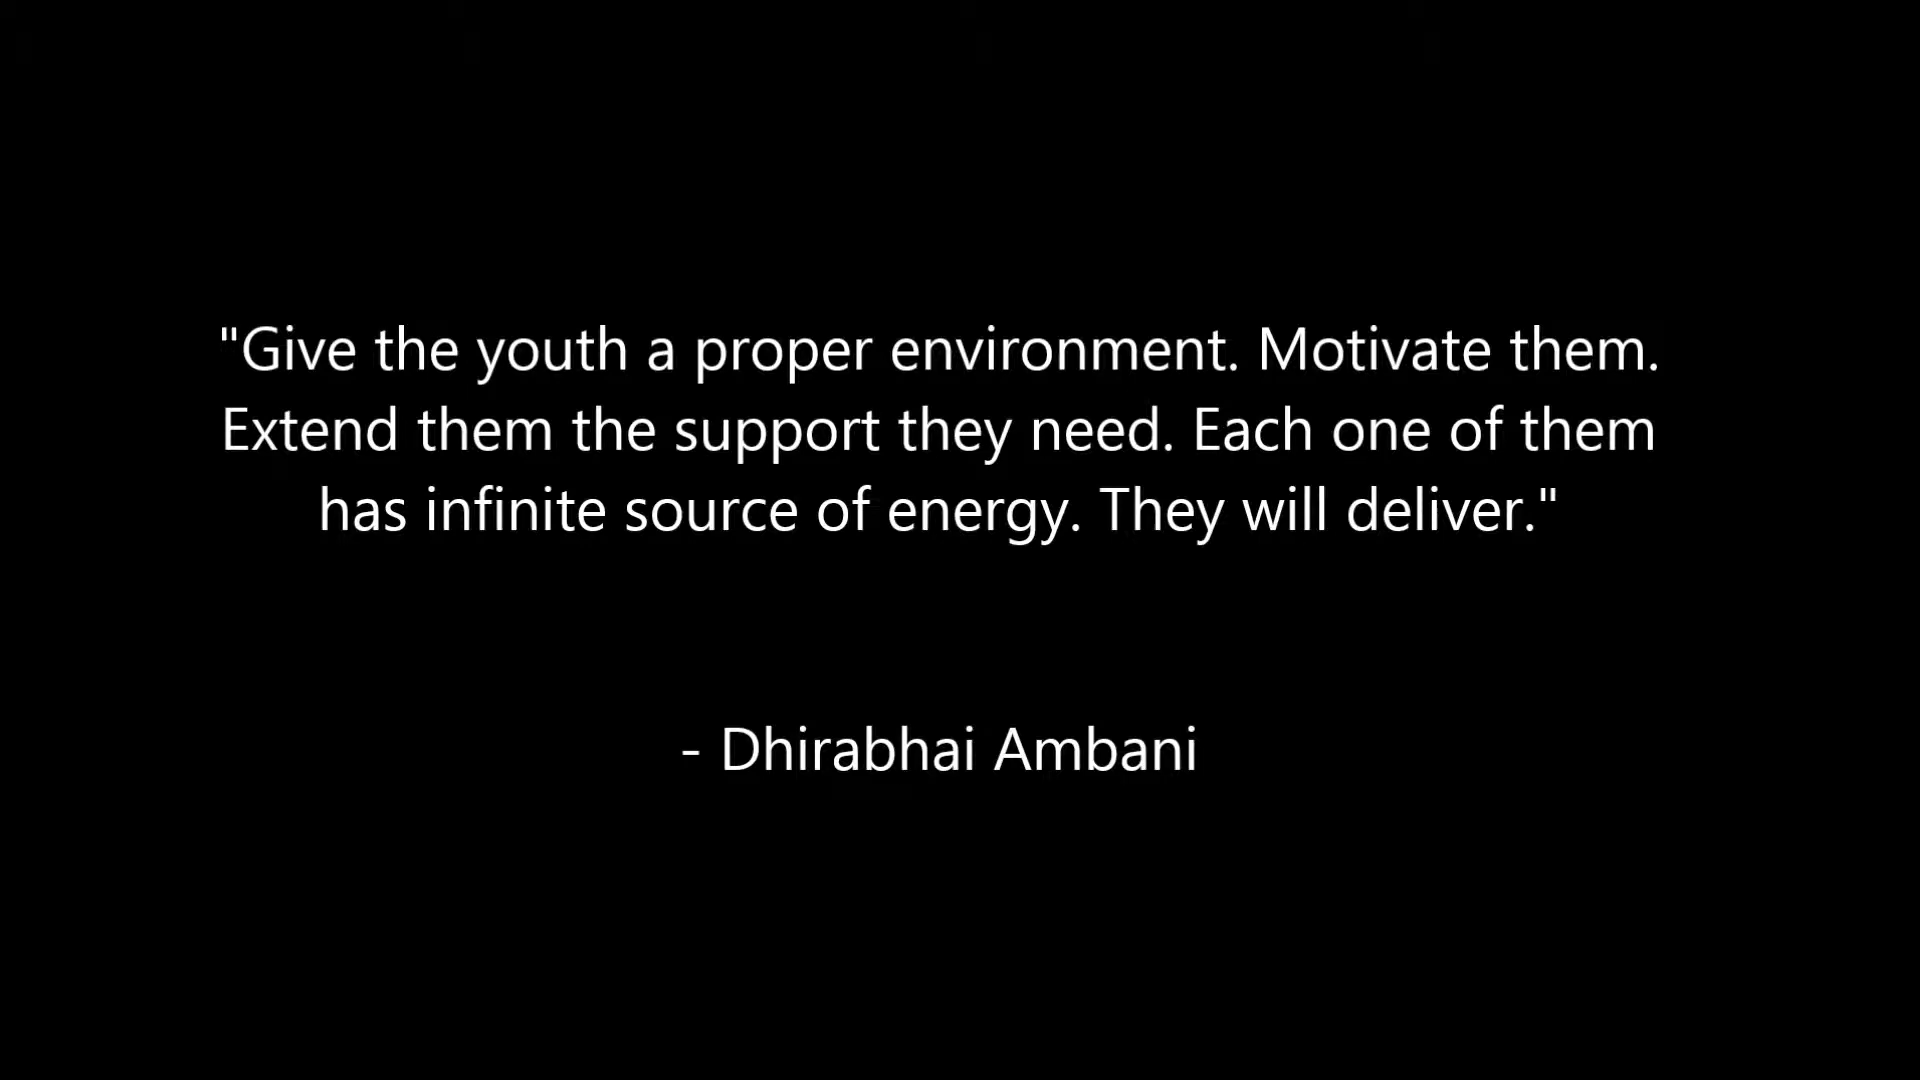 "Give the youth a proper environment. Motivate them.
Extend them the support they need. Each one of them
has infinite source of energy. They will deliver."
- Dhirabhai Ambani